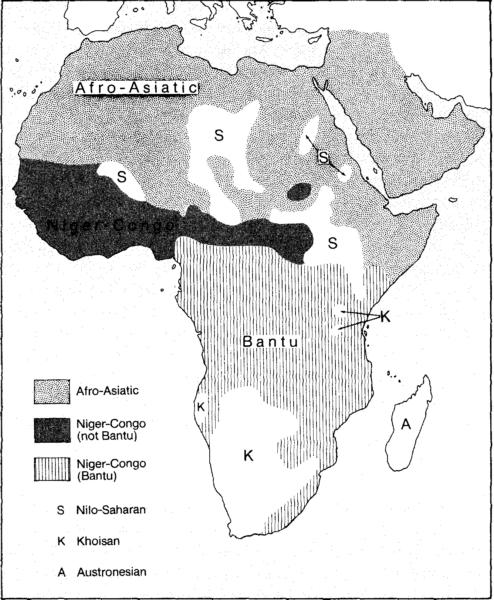 Afro-Asiatic
S
S
S
Niger-Congo
S
K
Bantu
K
A
K
Afro-Asiatic
Niger-Congo
(not Bantu)
Niger-Congo
(Bantu)
S Nilo-Saharan
K Khoisan
A Austronesian